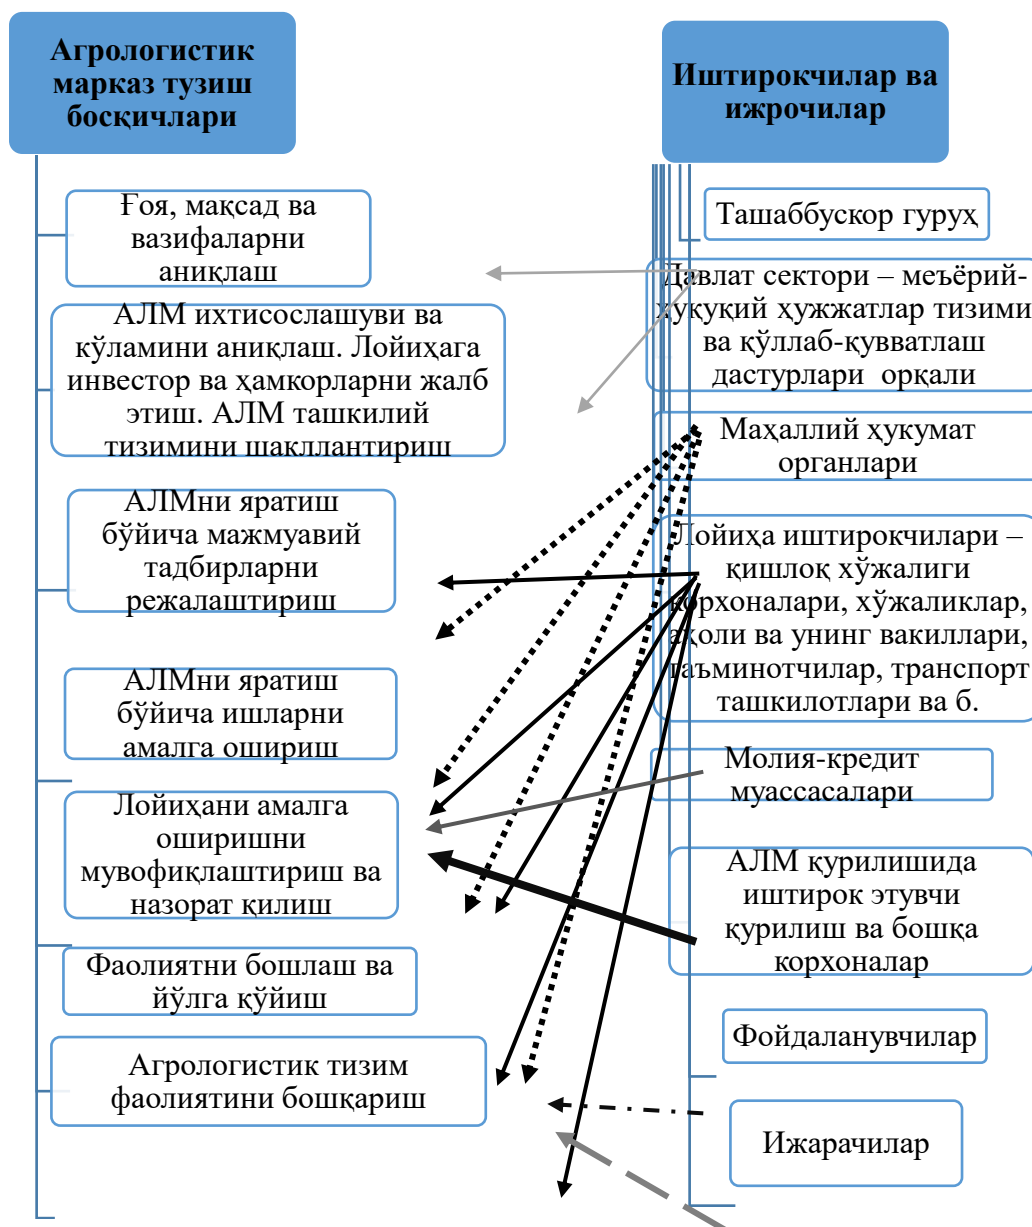 Агрологистик
марказ тузиш
босқичлари
Ғоя, мақсад ва
вазифаларни
аниқлаш
АЛМ ихтисослашуви ва
кўламини аниқлаш. Лойиҳага
инвестор ва ҳамкорларни жалб
этиш. АЛМ ташкилий
тизимини шакллантириш
АЛМни яратиш
бўйича мажмуавий
тадбирларни
режалаштириш
АЛМни яратиш
бўйича ишларни
амалга ошириш
Лойиҳани амалга
оширишни
мувофиқлаштириш ва
назорат қилиш
Фаолиятни бошлаш ва
йўлга қўйиш
Агрологистик тизим
фаолиятини бошқариш
Иштирокчилар ва
ижрочилар
Ташаббускор гуруҳ
Давлат сектори – меъёрий-
ҳуқуқий ҳужжатлар тизими
ва қўллаб-қувватлаш
дастурлари орқали
Маҳаллий ҳукумат
органлари
Лойиҳа иштирокчилари –
қишлоқ хўжалиги
корхоналари, хўжаликлар,
аҳоли ва унинг вакиллари,
таъминотчилар, транспорт
ташкилотлари ва б.
Молия-кредит
муассасалари
АЛМ қурилишида
иштирок этувчи
қурилиш ва бошқа
корхоналар
Фойдаланувчилар
Ижарачилар